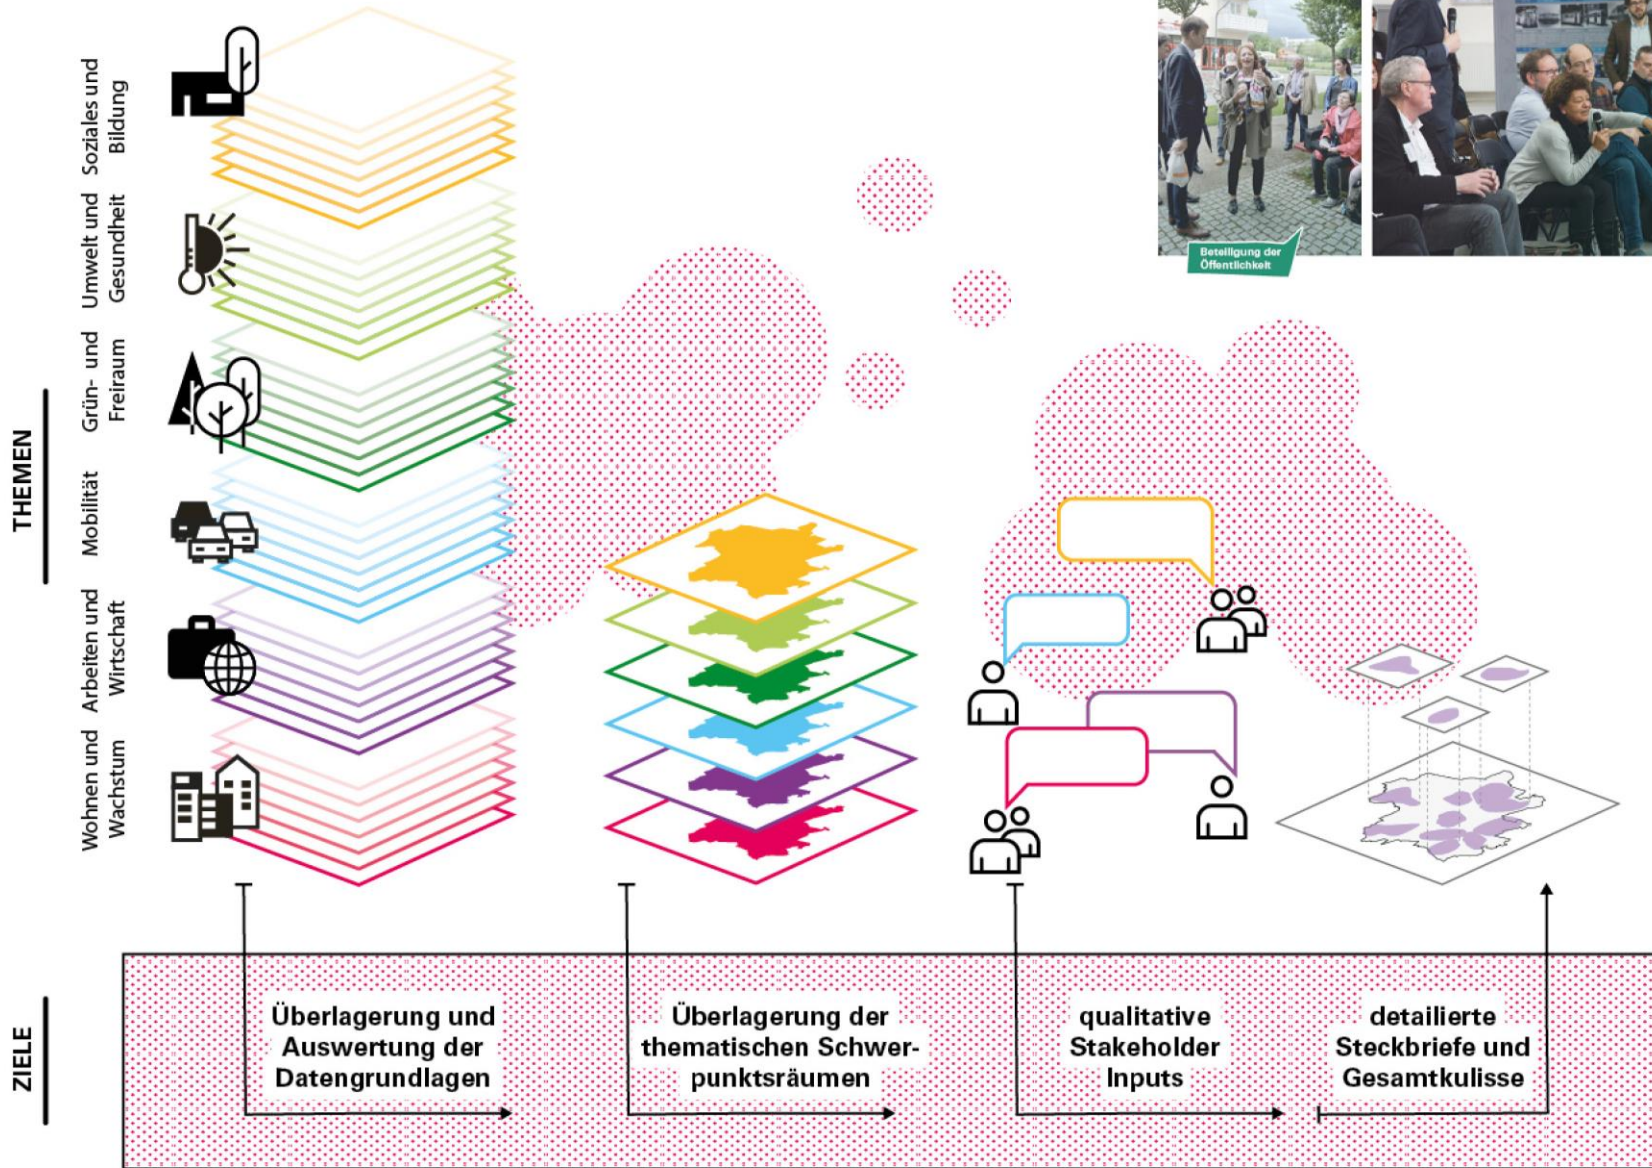 Soziales und
Bildung
Umwelt und
Gesundheit
Grün- und
Freiraum
Mobilität
Arbeiten und
Wirtschaft
Wohnen und
Wachstum
THEMEN
Beteiligung der
Öffentlichkeit
ZIELE
Überlagerung und
Auswertung der
Datengrundlagen
Überlagerung der
thematischen Schwer-
punktsräumen
qualitative
Stakeholder
Inputs
detailierte
Steckbriefe und
Gesamtkulisse